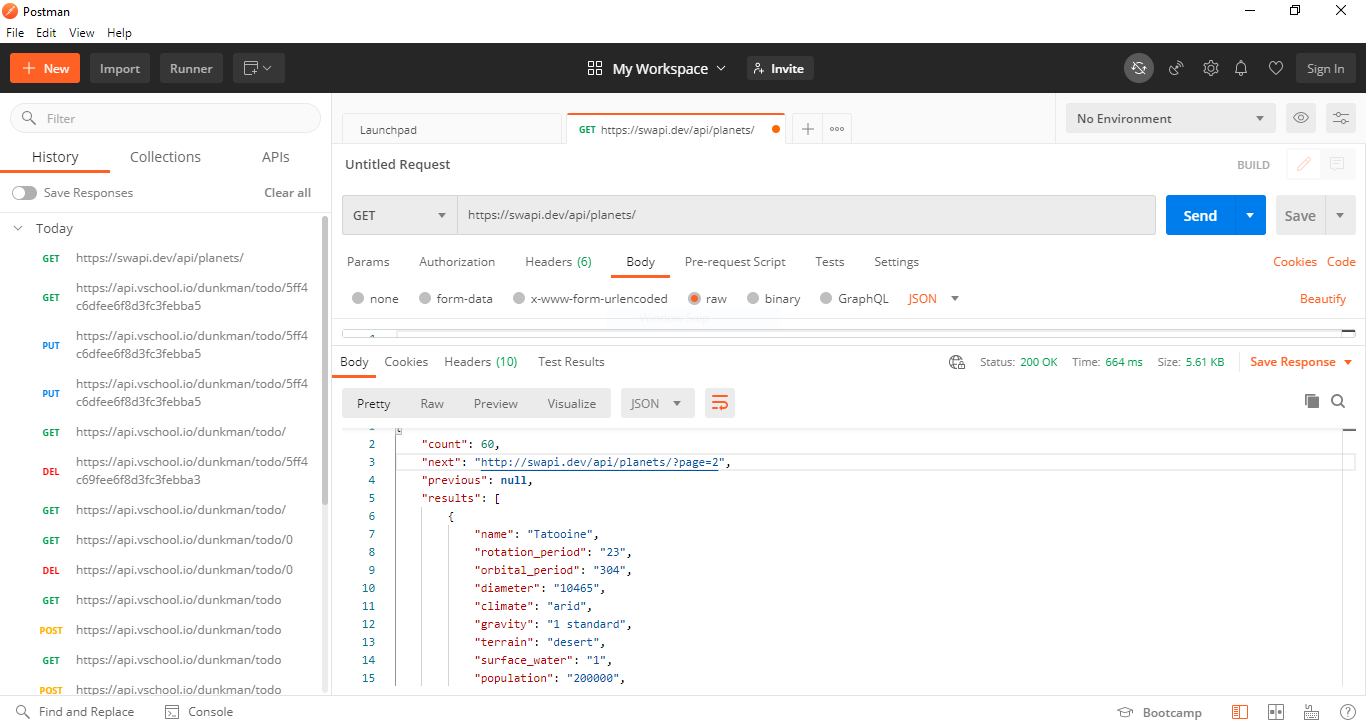 Postman
File Edit View Help
New Import Runner My Workspace Invite Sign In
Filter
History Collections APIs
Save Responses Clear all
Today
GET https://swapi.dev/api/planets/
GET https://api.vschool.io/dunkman/todo/5ff4
c6dfee6f8d3fc3febba5
PUT https://api.vschool.io/dunkman/todo/5ff4
c6dfee6f8d3fc3febba5
PUT https://api.vschool.io/dunkman/todo/5ff4
c6dfee6f8d3fc3febba5
GET https://api.vschool.io/dunkman/todo/
DEL https://api.vschool.io/dunkman/todo/5ff4
c69fee6f8d3fc3febba3
GET https://api.vschool.io/dunkman/todo/
GET https://api.vschool.io/dunkman/todo/0
DEL https://api.vschool.io/dunkman/todo/0
GET https://api.vschool.io/dunkman/todo
POST https://api.vschool.io/dunkman/todo
GET https://api.vschool.io/dunkman/todo
POST https://api.vschool.io/dunkman/todo
Launchpad GET https://swapi.dev/api/planets/ No Environment
Untitled Request BUILD
GET https://swapi.dev/api/planets/ Send Save
Params Authorization Headers (6) Body Pre-request Script Tests Settings Cookies Code
none form-data x-www-form-urlencoded raw binary GraphQL JSON Beautify
1
Body Cookies Headers (10) Test Results Status: 200 OK Time: 664 ms Size: 5.61 KB Save Response
Pretty Raw Preview Visualize JSON
1 {
2 "count": 60,
3 "next": "http://swapi.dev/api/planets/?page=2",
4 "previous": null,
5 "results": [
6 {
7 "name": "Tatooine",
8 "rotation_period": "23",
9 "orbital_period": "304",
10 "diameter": "10465",
11 "climate": "arid",
12 "gravity": "1 standard",
13 "terrain": "desert",
14 "surface_water": "1",
15 "population": "200000",
Find and Replace Console Bootcamp